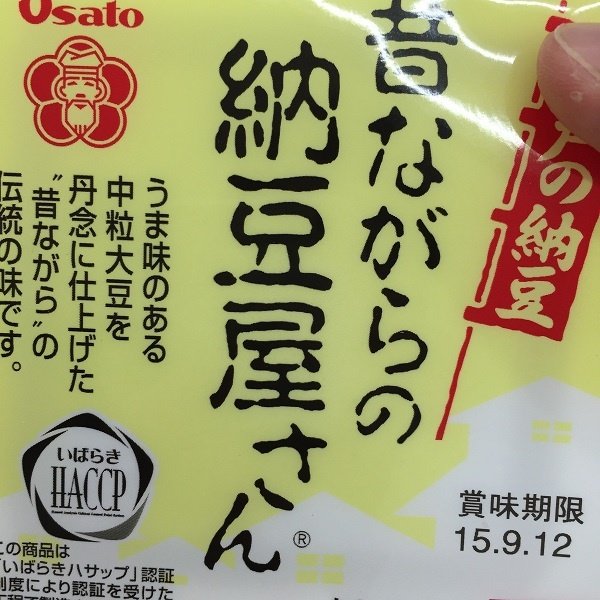 Osato
の納豆
昔ながらの
納豆屋さん®
うま味のある
中粒大豆を
丹念に仕上げた
"昔ながら"の
伝統の味です。
いばらき
HACCP
賞味期限
15.9.12
この商品は
「いばらきハサップ」認証
制度により認証を受けた